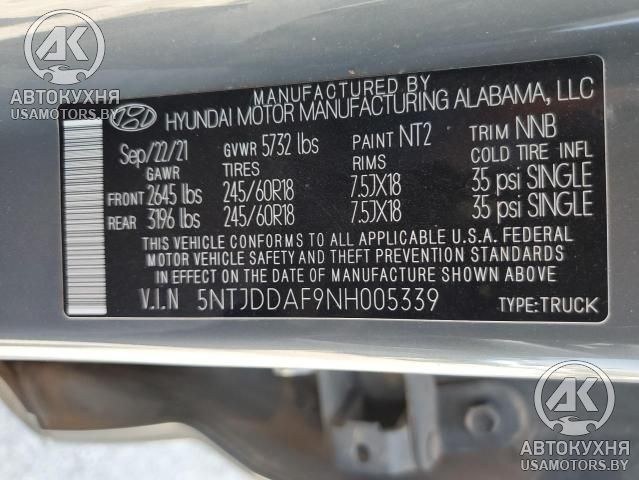 MANUFACTURED BY
HYUNDAI MOTOR MANUFACTURING ALABAMA, LLC
Sep/22/21 GVWR 5732 lbs PAINT NT2 TRIM NNB
GAWR TIRES RIMS COLD TIRE INFL
FRONT 2645 lbs 245/60R18 7.5JX18 35 psi SINGLE
REAR 3196 lbs 245/60R18 7.5JX18 35 psi SINGLE
THIS VEHICLE CONFORMS TO ALL APPLICABLE U.S.A. FEDERAL
MOTOR VEHICLE SAFETY AND THEFT PREVENTION STANDARDS
IN EFFECT ON THE DATE OF MANUFACTURE SHOWN ABOVE.
V.I.N 5NTJDDAF9NH005339 TYPE:TRUCK
АК
АВТОКУХНЯ
USAMOTORS.BY
АК
АВТОКУХНЯ
USAMOTORS.BY